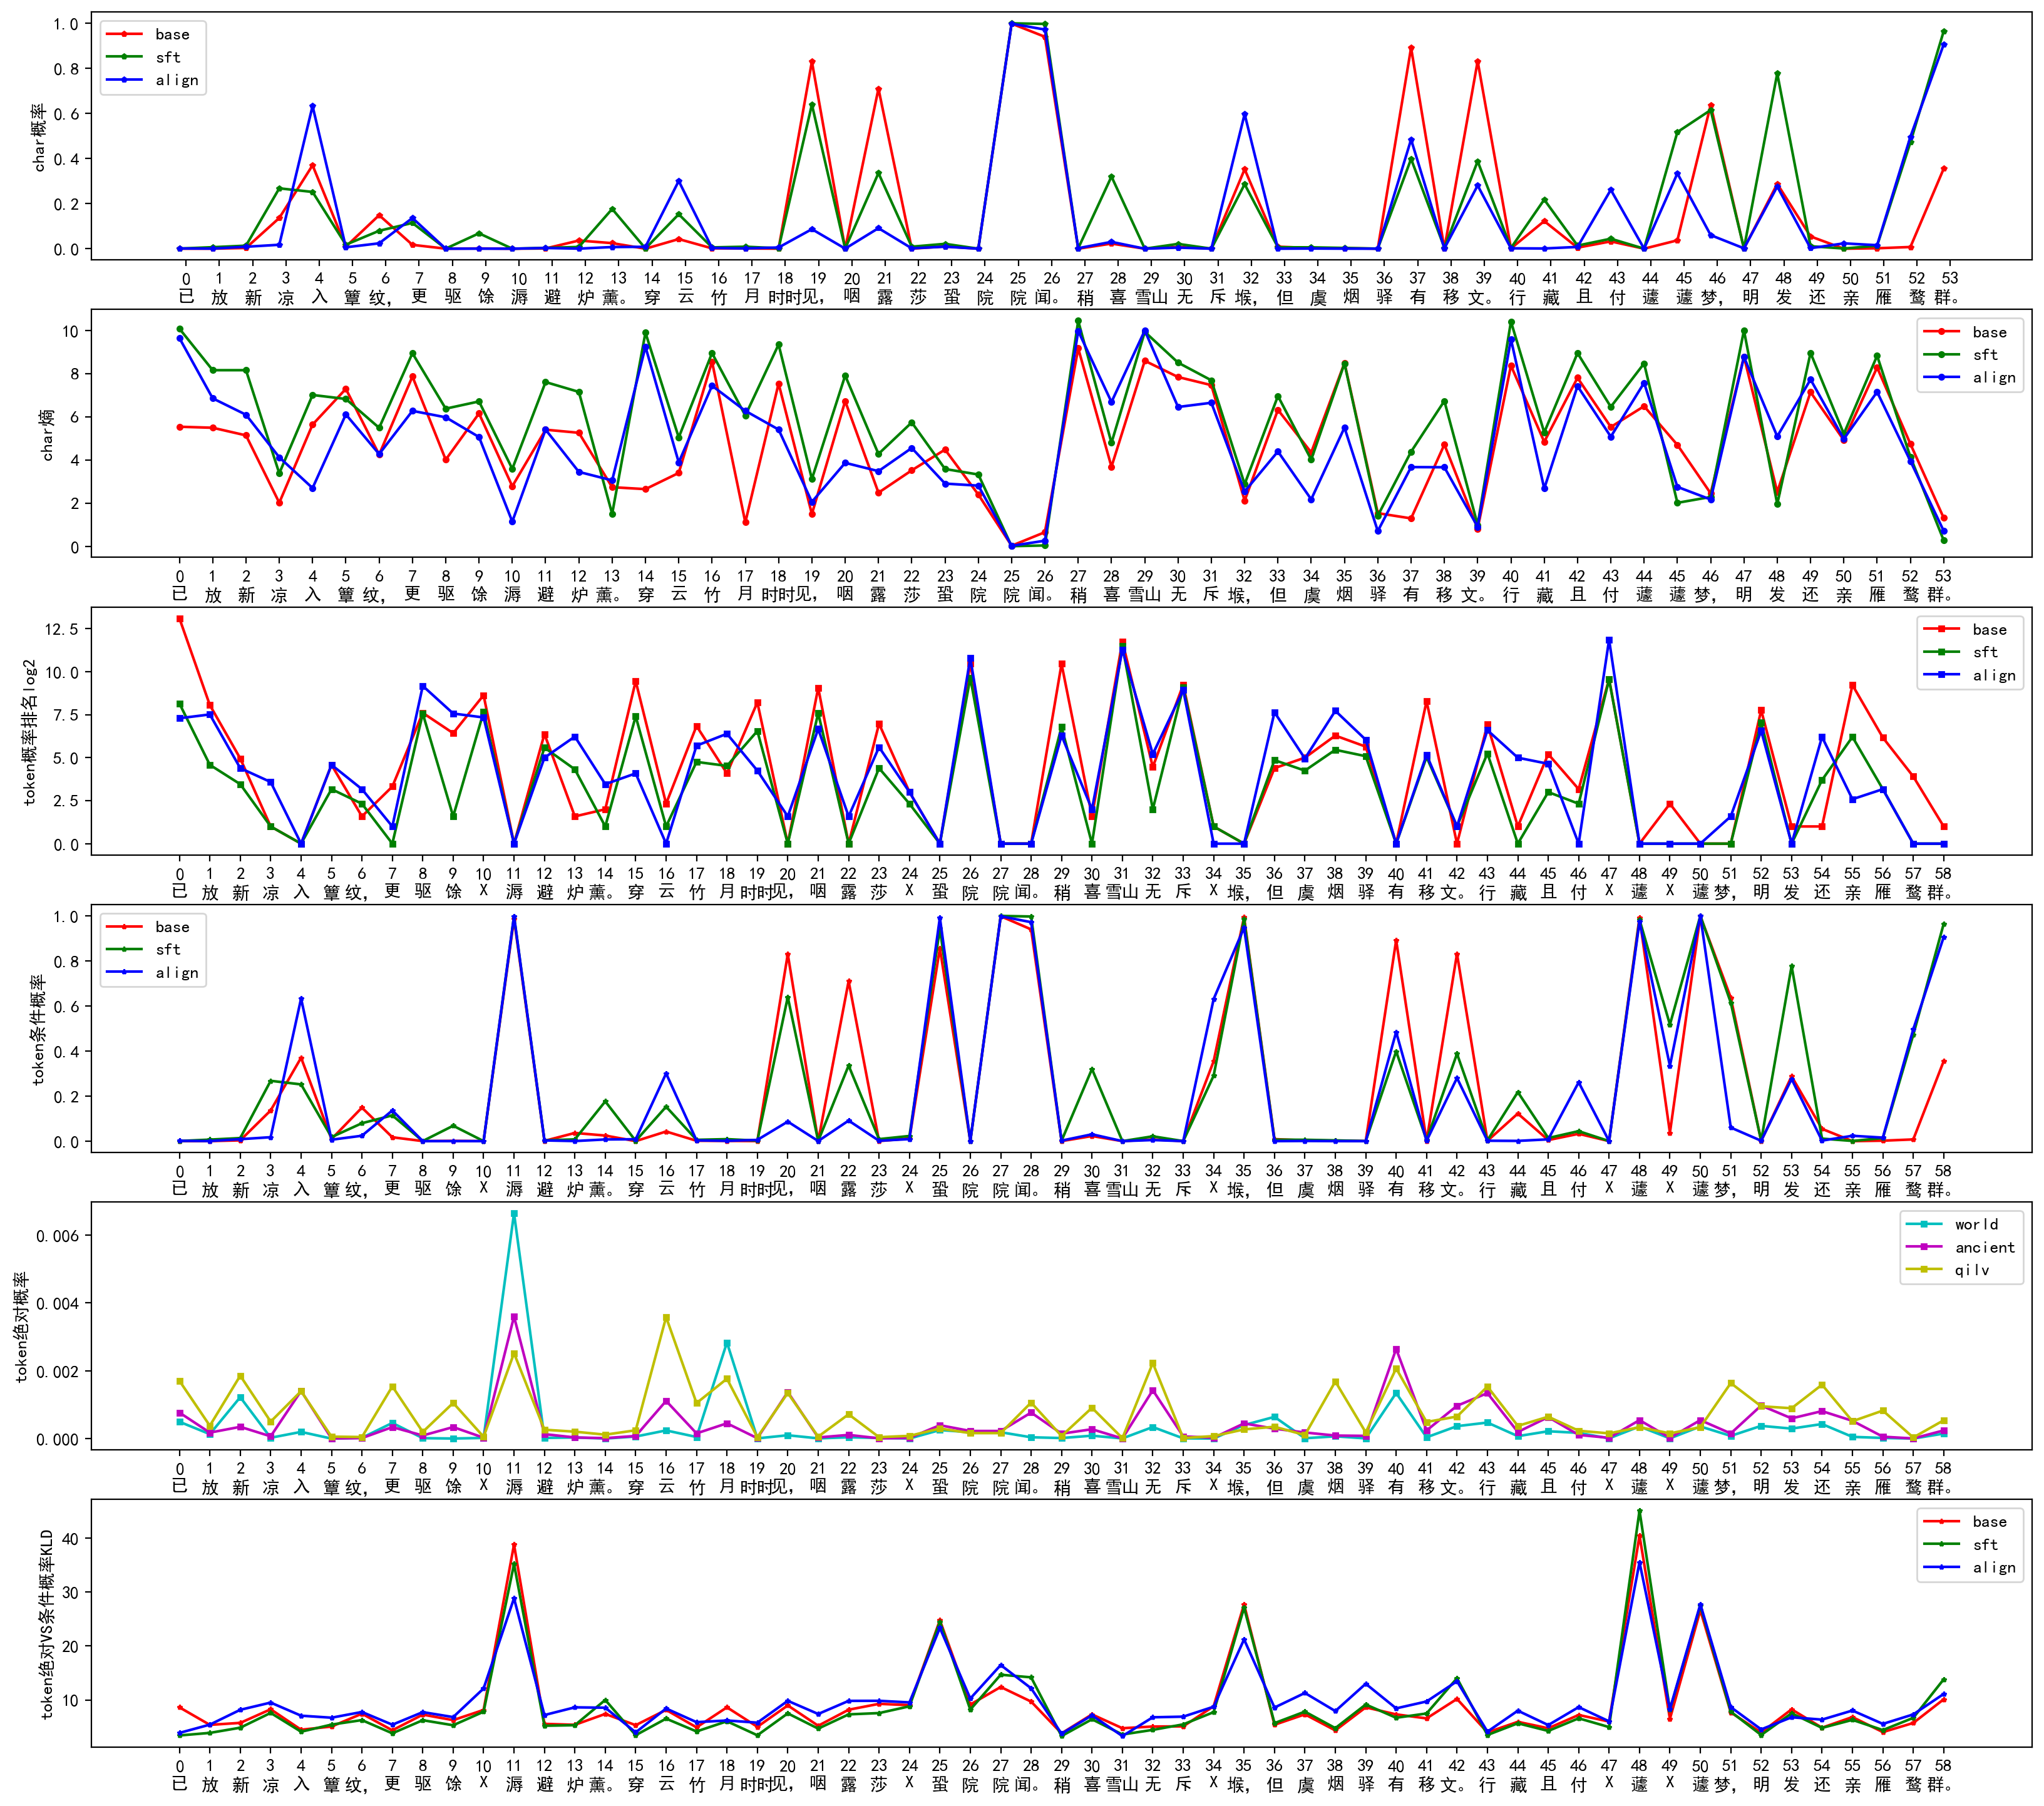 char概率
1.0
0.8
0.6
0.4
0.2
0.0
base
sft
align
0 1 2 3 4 5 6 7 8 9 10 11 12 13 14 15 16 17 18 19 20 21 22 23 24 25 26 27 28 29 30 31 32 33 34 35 36 37 38 39 40 41 42 43 44 45 46 47 48 49 50 51 52 53
已 放 新 凉 入 簟 纹, 更 驱 馀 溽 避 炉 薰。 穿 云 竹 月 时时见, 咽 露 莎 蛩 院 院 闻。 稍 喜 雪山 无 斥 堠, 但 虞 烟 驿 有 移 文。 行 藏 且 付 蘧 蘧 梦, 明 发 还 亲 雁 鹜 群。
char熵
10
8
6
4
2
0
base
sft
align
0 1 2 3 4 5 6 7 8 9 10 11 12 13 14 15 16 17 18 19 20 21 22 23 24 25 26 27 28 29 30 31 32 33 34 35 36 37 38 39 40 41 42 43 44 45 46 47 48 49 50 51 52 53
已 放 新 凉 入 簟 纹, 更 驱 馀 溽 避 炉 薰。 穿 云 竹 月 时时见, 咽 露 莎 蛩 院 院 闻。 稍 喜 雪山 无 斥 堠, 但 虞 烟 驿 有 移 文。 行 藏 且 付 蘧 蘧 梦, 明 发 还 亲 雁 鹜 群。
token概率排名log2
12.5
10.0
7.5
5.0
2.5
0.0
base
sft
align
0 1 2 3 4 5 6 7 8 9 10 11 12 13 14 15 16 17 18 19 20 21 22 23 24 25 26 27 28 29 30 31 32 33 34 35 36 37 38 39 40 41 42 43 44 45 46 47 48 49 50 51 52 53 54 55 56 57 58
已 放 新 凉 入 簟 纹, 更 驱 馀 X 溽 避 炉 薰。 穿 云 竹 月 时时见, 咽 露 莎 X 蛩 院 院 闻。 稍 喜 雪山 无 斥 X 堠, 但 虞 烟 驿 有 移 文。 行 藏 且 付 X 蘧 X 蘧 梦, 明 发 还 亲 雁 鹜 群。
token条件概率
1.0
0.8
0.6
0.4
0.2
0.0
base
sft
align
0 1 2 3 4 5 6 7 8 9 10 11 12 13 14 15 16 17 18 19 20 21 22 23 24 25 26 27 28 29 30 31 32 33 34 35 36 37 38 39 40 41 42 43 44 45 46 47 48 49 50 51 52 53 54 55 56 57 58
已 放 新 凉 入 簟 纹, 更 驱 馀 X 溽 避 炉 薰。 穿 云 竹 月 时时见, 咽 露 莎 X 蛩 院 院 闻。 稍 喜 雪山 无 斥 X 堠, 但 虞 烟 驿 有 移 文。 行 藏 且 付 X 蘧 X 蘧 梦, 明 发 还 亲 雁 鹜 群。
token绝对概率
0.006
0.004
0.002
0.000
world
ancient
qilv
0 1 2 3 4 5 6 7 8 9 10 11 12 13 14 15 16 17 18 19 20 21 22 23 24 25 26 27 28 29 30 31 32 33 34 35 36 37 38 39 40 41 42 43 44 45 46 47 48 49 50 51 52 53 54 55 56 57 58
已 放 新 凉 入 簟 纹, 更 驱 馀 X 溽 避 炉 薰。 穿 云 竹 月 时时见, 咽 露 莎 X 蛩 院 院 闻。 稍 喜 雪山 无 斥 X 堠, 但 虞 烟 驿 有 移 文。 行 藏 且 付 X 蘧 X 蘧 梦, 明 发 还 亲 雁 鹜 群。
token绝对VS条件概率KLD
40
30
20
10
base
sft
align
0 1 2 3 4 5 6 7 8 9 10 11 12 13 14 15 16 17 18 19 20 21 22 23 24 25 26 27 28 29 30 31 32 33 34 35 36 37 38 39 40 41 42 43 44 45 46 47 48 49 50 51 52 53 54 55 56 57 58
已 放 新 凉 入 簟 纹, 更 驱 馀 X 溽 避 炉 薰。 穿 云 竹 月 时时见, 咽 露 莎 X 蛩 院 院 闻。 稍 喜 雪山 无 斥 X 堠, 但 虞 烟 驿 有 移 文。 行 藏 且 付 X 蘧 X 蘧 梦, 明 发 还 亲 雁 鹜 群。